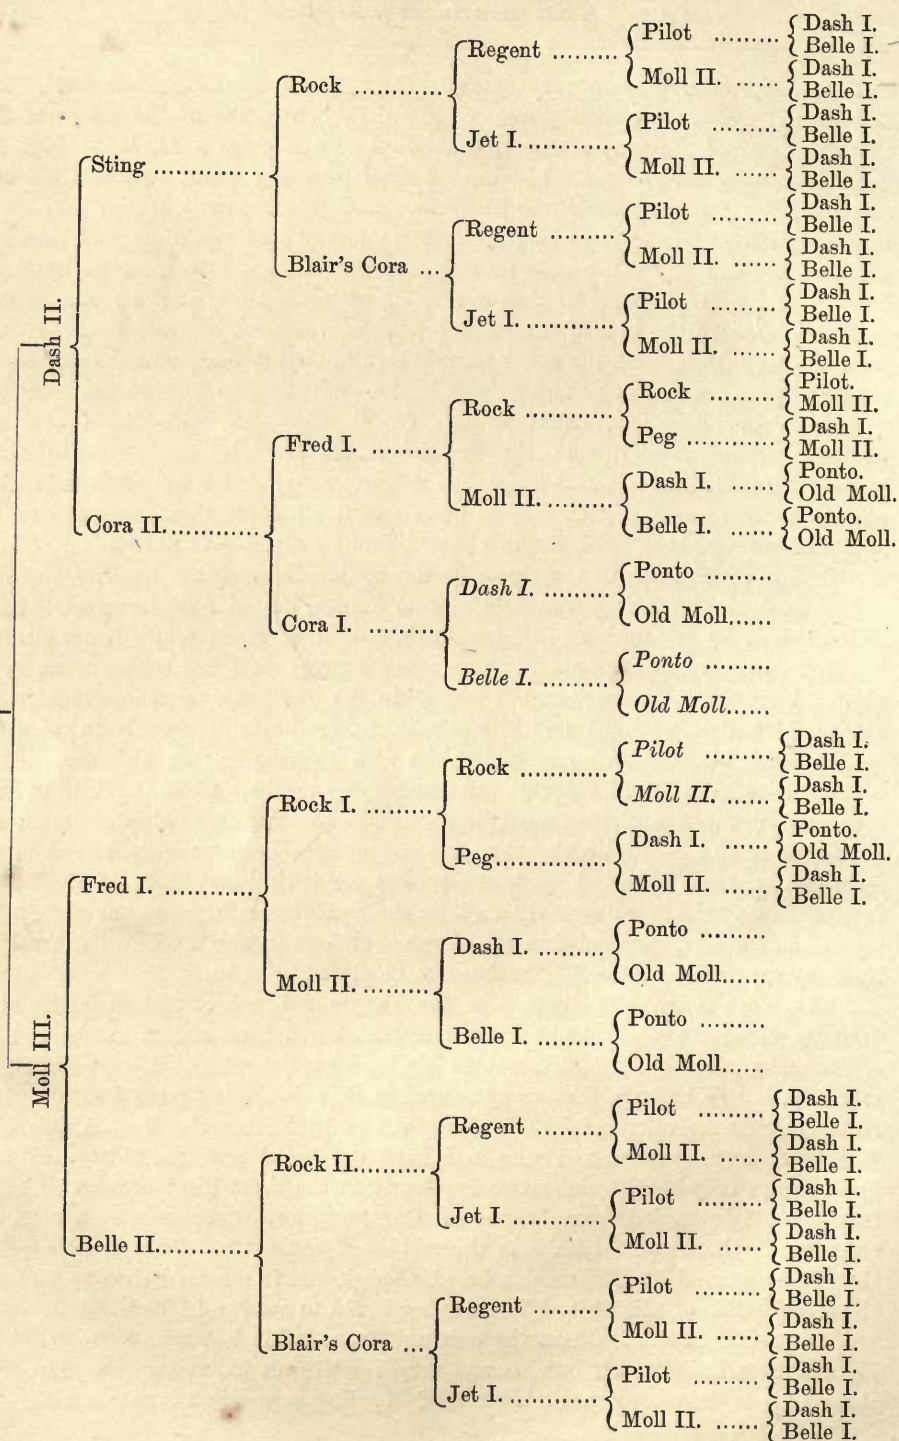 Dash I.
Regent ......... Pilot ......... Belle I.
Moll II. ...... Dash I.
Rock ............ Belle I.
Jet I. ............ Pilot ......... Dash I.
Belle I.
Moll II. ...... Dash I.
Sting ............... Belle I.
Regent ......... Pilot ......... Dash I.
Belle I.
Moll II. ...... Dash I.
Blair's Cora ... Belle I.
Jet I. ............ Pilot ......... Dash I.
Belle I.
Moll II. ...... Dash I.
Dash II. Belle I.
Rock ............ Rock ......... Pilot.
Moll II.
Fred I. ......... Peg ............ Dash I.
Moll II.
Moll II. ......... Dash I. ...... Ponto.
Old Moll.
Cora II. ............ Belle I. ...... Ponto.
Old Moll.
Dash I. ......... Ponto .........
Cora I. ......... Old Moll......
Belle I. ......... Ponto .........
Old Moll......
Rock ............ Pilot ......... Dash I.
Belle I.
Rock I. ......... Moll II. ...... Dash I.
Belle I.
Peg............... Dash I. ...... Ponto.
Old Moll.
Fred I. ............ Moll II. ...... Dash I.
Belle I.
Dash I. ......... Ponto .........
Moll II. ......... Old Moll......
Belle I. ......... Ponto .........
Moll III. Old Moll......
Regent ......... Pilot ......... Dash I.
Belle I.
Rock II.......... Moll II. ...... Dash I.
Belle I.
Jet I. ............ Pilot ......... Dash I.
Belle I.
Belle II............. Moll II. ...... Dash I.
Belle I.
Regent ......... Pilot ......... Dash I.
Belle I.
Blair's Cora ... Moll II. ...... Dash I.
Belle I.
Jet I. ............ Pilot ......... Dash I.
Belle I.
Moll II. ...... Dash I.
Belle I.